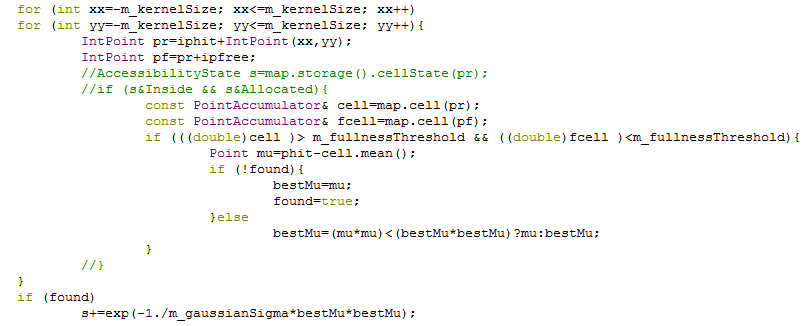 for (int xx=-m_kernelSize; xx<=m_kernelSize; xx++)
for (int yy=-m_kernelSize; yy<=m_kernelSize; yy++){
IntPoint pr=iphit+IntPoint(xx,yy);
IntPoint pf=pr+ipfree;
//AccessibilityState s=map.storage().cellState(pr);
//if (s&Inside && s&Allocated){
const PointAccumulator& cell=map.cell(pr);
const PointAccumulator& fcell=map.cell(pf);
if (((double)cell )> m_fullnessThreshold && ((double)fcell )<m_fullnessThreshold){
Point mu=phit-cell.mean();
if (!found){
bestMu=mu;
found=true;
}else
bestMu=(mu*mu)<(bestMu*bestMu)?mu:bestMu;
}
//}
}
if (found)
s+=exp(-1./m_gaussianSigma*bestMu*bestMu);